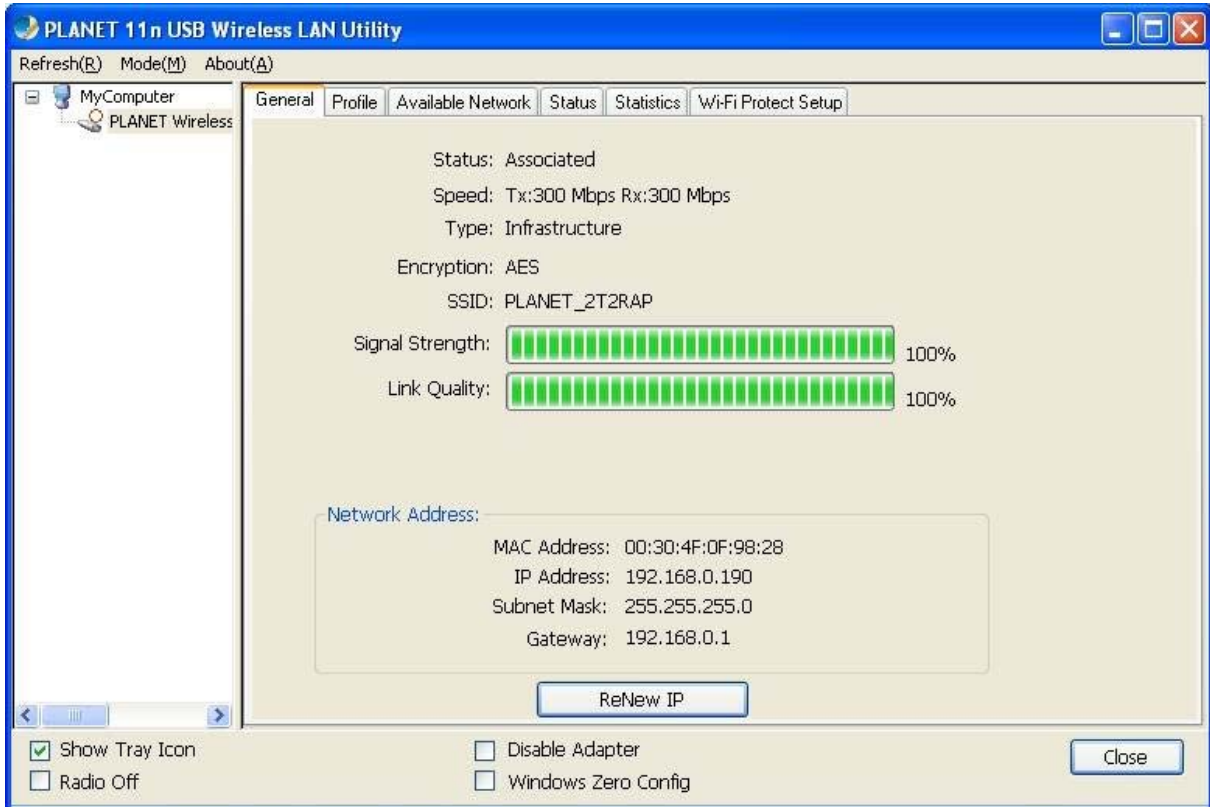 PLANET 11n USB Wireless LAN Utility
Refresh(R) Mode(M) About(A)
MyComputer
PLANET Wireless
General Profile Available Network Status Statistics Wi-Fi Protect Setup
Status: Associated
Speed: Tx:300 Mbps Rx:300 Mbps
Type: Infrastructure
Encryption: AES
SSID: PLANET_2T2RAP
Signal Strength: 100%
Link Quality: 100%
Network Address:
MAC Address: 00:30:4F:0F:98:28
IP Address: 192.168.0.190
Subnet Mask: 255.255.255.0
Gateway: 192.168.0.1
ReNew IP
Show Tray Icon Disable Adapter Close
Radio Off Windows Zero Config